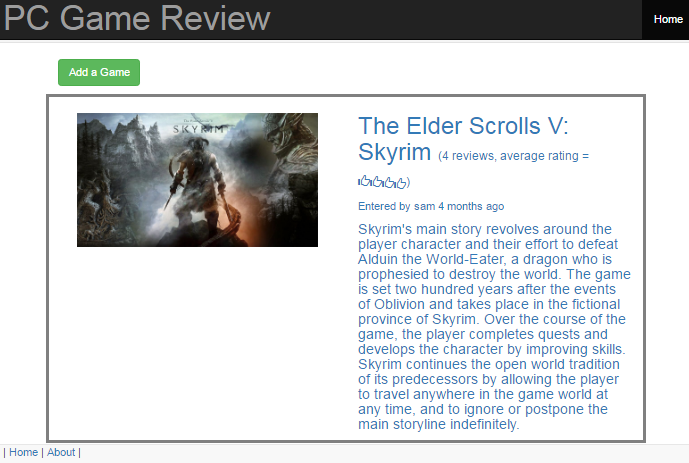 PC Game Review
Home
Add a Game
SKYRIM
The Elder Scrolls V:
Skyrim (4 reviews, average rating =
)
Entered by sam 4 months ago
Skyrim's main story revolves around the
player character and their effort to defeat
Alduin the World-Eater, a dragon who is
prophesied to destroy the world. The game
is set two hundred years after the events
of Oblivion and takes place in the fictional
province of Skyrim. Over the course of the
game, the player completes quests and
develops the character by improving skills.
Skyrim continues the open world tradition
of its predecessors by allowing the player
to travel anywhere in the game world at
any time, and to ignore or postpone the
main storyline indefinitely.
| Home | About |